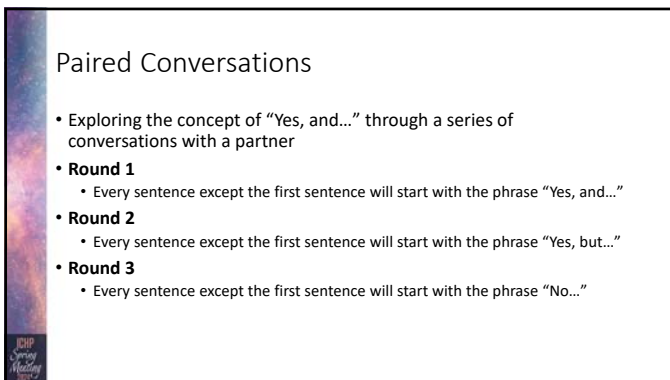 Paired Conversations
• Exploring the concept of “Yes, and…” through a series of
conversations with a partner
• Round 1
• Every sentence except the first sentence will start with the phrase “Yes, and…”
• Round 2
• Every sentence except the first sentence will start with the phrase “Yes, but…”
• Round 3
• Every sentence except the first sentence will start with the phrase “No…”
Spring
Meeting